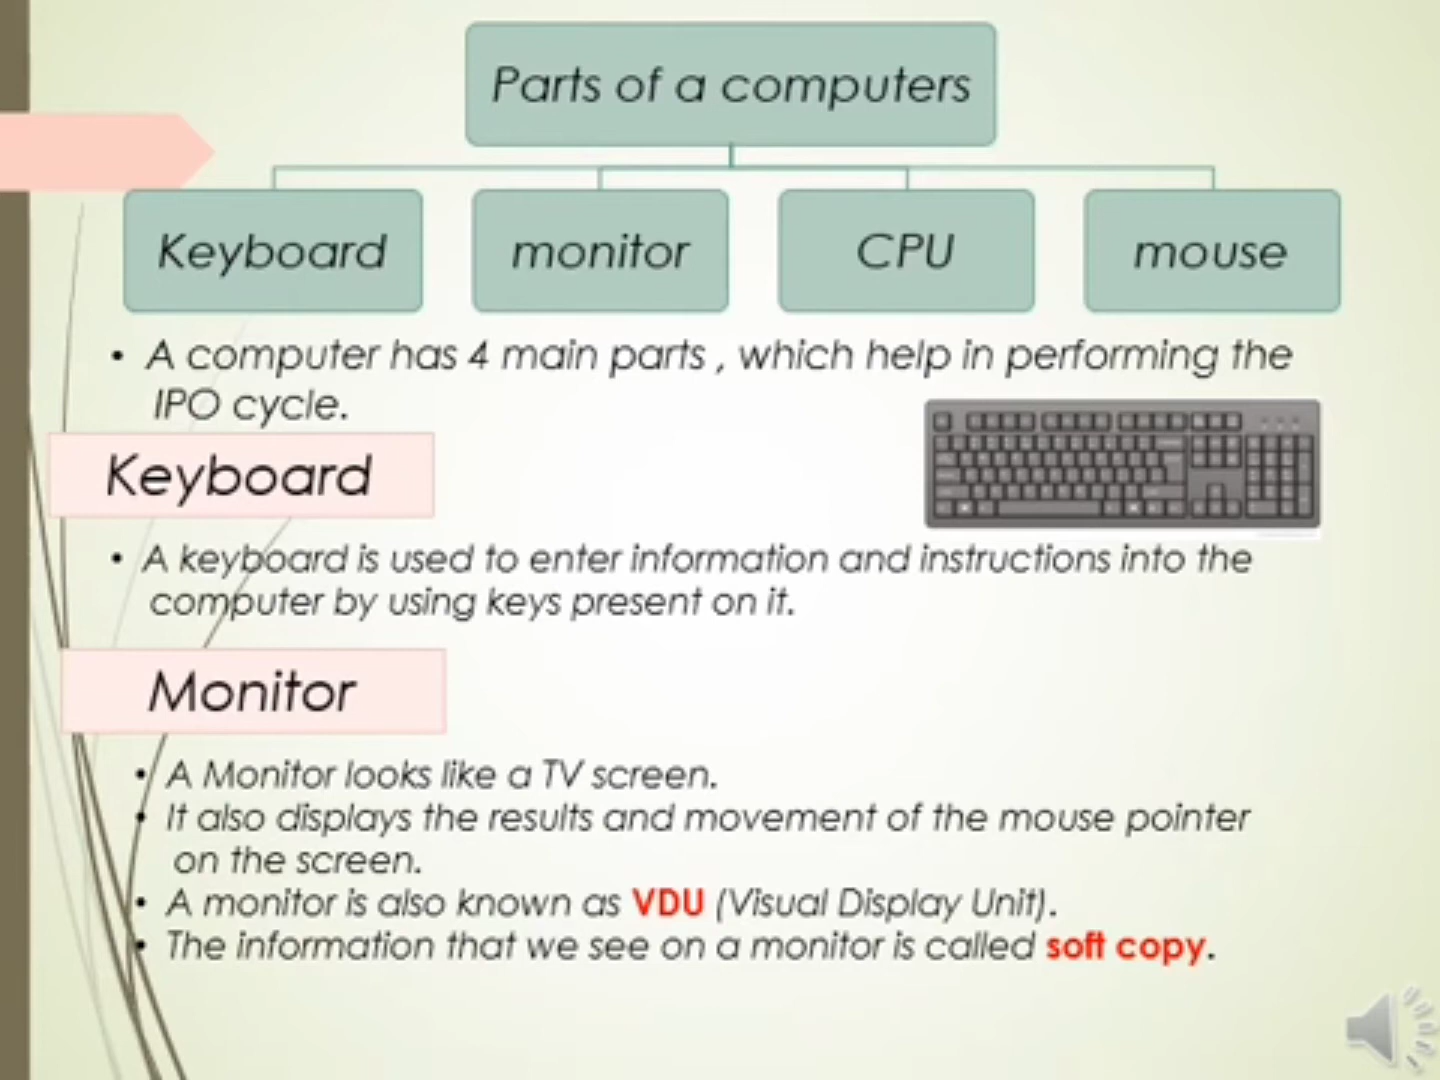 Parts of a computers
Keyboard
monitor
CPU
mouse
• A computer has 4 main parts , which help in performing the
IPO cycle.
Keyboard
• A keyboard is used to enter information and instructions into the
computer by using keys present on it.
Monitor
• A Monitor looks like a TV screen.
• It also displays the results and movement of the mouse pointer
on the screen.
• A monitor is also known as VDU (Visual Display Unit).
• The information that we see on a monitor is called soft copy.